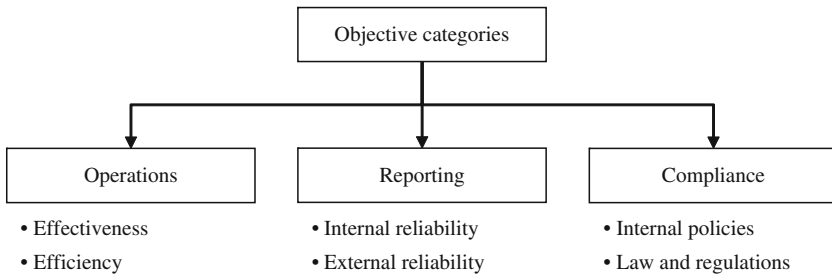 Objective categories
Operations
Reporting
Compliance
• Effectiveness
• Efficiency
• Internal reliability
• External reliability
• Internal policies
• Law and regulations